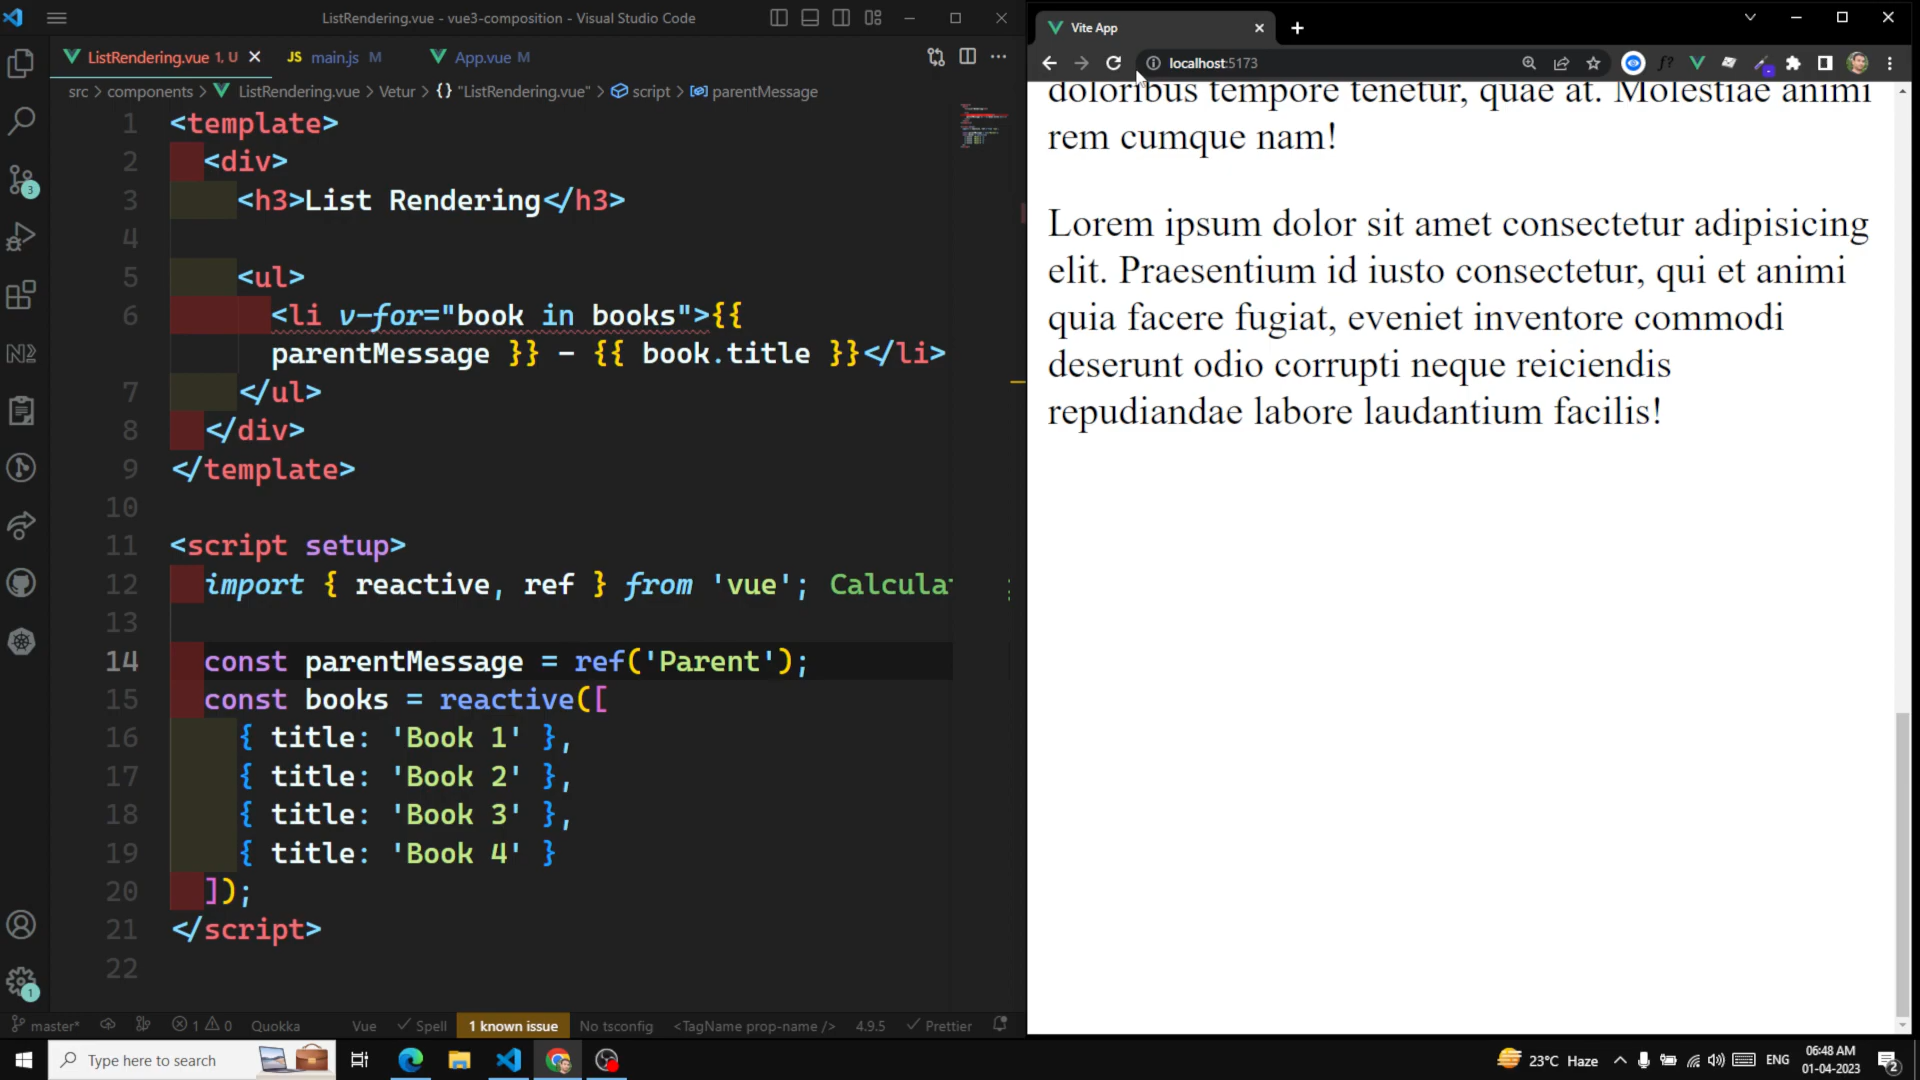 ListRendering.vue - vue3-composition - Visual Studio Code
ListRendering.vue 1, U
JS main.js M
App.vue M
src > components > ListRendering.vue > Vetur > {} "ListRendering.vue" > script > parentMessage
1 <template>
2 <div>
3 <h3>List Rendering</h3>
4
5 <ul>
6 <li v-for="book in books">{{
parentMessage }} - {{ book.title }}</li>
7 </ul>
8 </div>
9 </template>
10
11 <script setup>
12 import { reactive, ref } from 'vue'; Calcula
13
14 const parentMessage = ref('Parent');
15 const books = reactive([
16 { title: 'Book 1' },
17 { title: 'Book 2' },
18 { title: 'Book 3' },
19 { title: 'Book 4' }
20 ]);
21 </script>
22
3
1
master* 1 0 Quokka Vue Spell 1 known issue No tsconfig <TagName prop-name /> 4.9.5 Prettier
Vite App
localhost:5173
f?
doloribus tempore tenetur, quae at. Molestiae animi
rem cumque nam!
Lorem ipsum dolor sit amet consectetur adipisicing
elit. Praesentium id iusto consectetur, qui et animi
quia facere fugiat, eveniet inventore commodi
deserunt odio corrupti neque reiciendis
repudiandae labore laudantium facilis!
Type here to search
23°C Haze
ENG
06:48 AM
01-04-2023
2